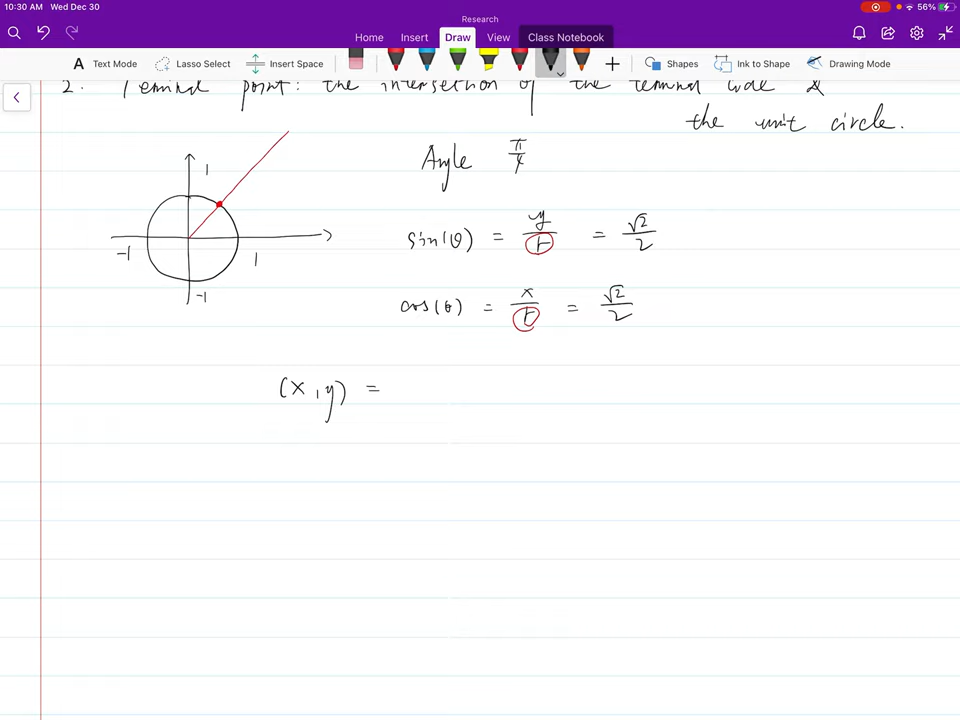 10:30 AM Wed Dec 30
56%
Research
Home Insert Draw View Class Notebook
A Text Mode Lasso Select Insert Space Shapes Ink to Shape Drawing Mode
2. Terminal point: the intersection of the terminal side &
the unit circle.
Angle π/4
1
-1
1
-1
sin(θ) = y/r = √2/2
cos(θ) = x/r = √2/2
(x, y) =